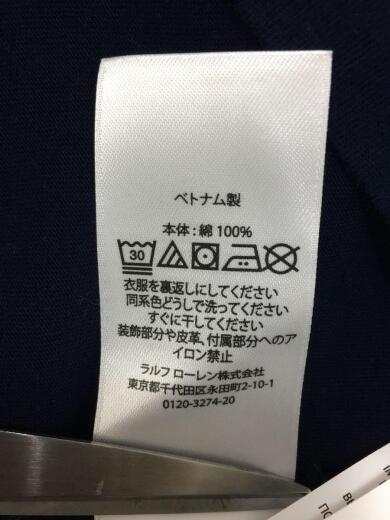 ベトナム製
本体：綿 100%
30
衣服を裏返しにしてください
同系色どうしで洗ってください
すぐに干してください
装飾部分や皮革、付属部分へのア
イロン禁止
ラルフ ローレン株式会社
東京都千代田区永田町2-10-1
0120-3274-20